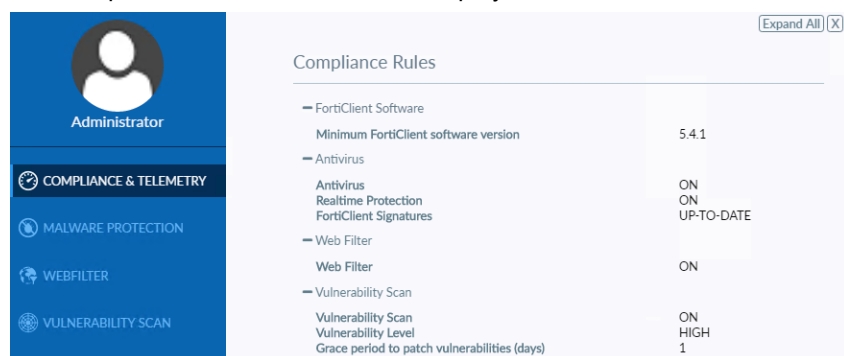 Expand All X
Compliance Rules
Administrator
FortiClient Software
Minimum FortiClient software version 5.4.1
Antivirus
COMPLIANCE & TELEMETRY
Antivirus ON
Realtime Protection ON
FortiClient Signatures UP-TO-DATE
MALWARE PROTECTION
Web Filter
Web Filter ON
WEBFILTER
Vulnerability Scan
Vulnerability Scan ON
VULNERABILITY SCAN
Vulnerability Level HIGH
Grace period to patch vulnerabilities (days) 1